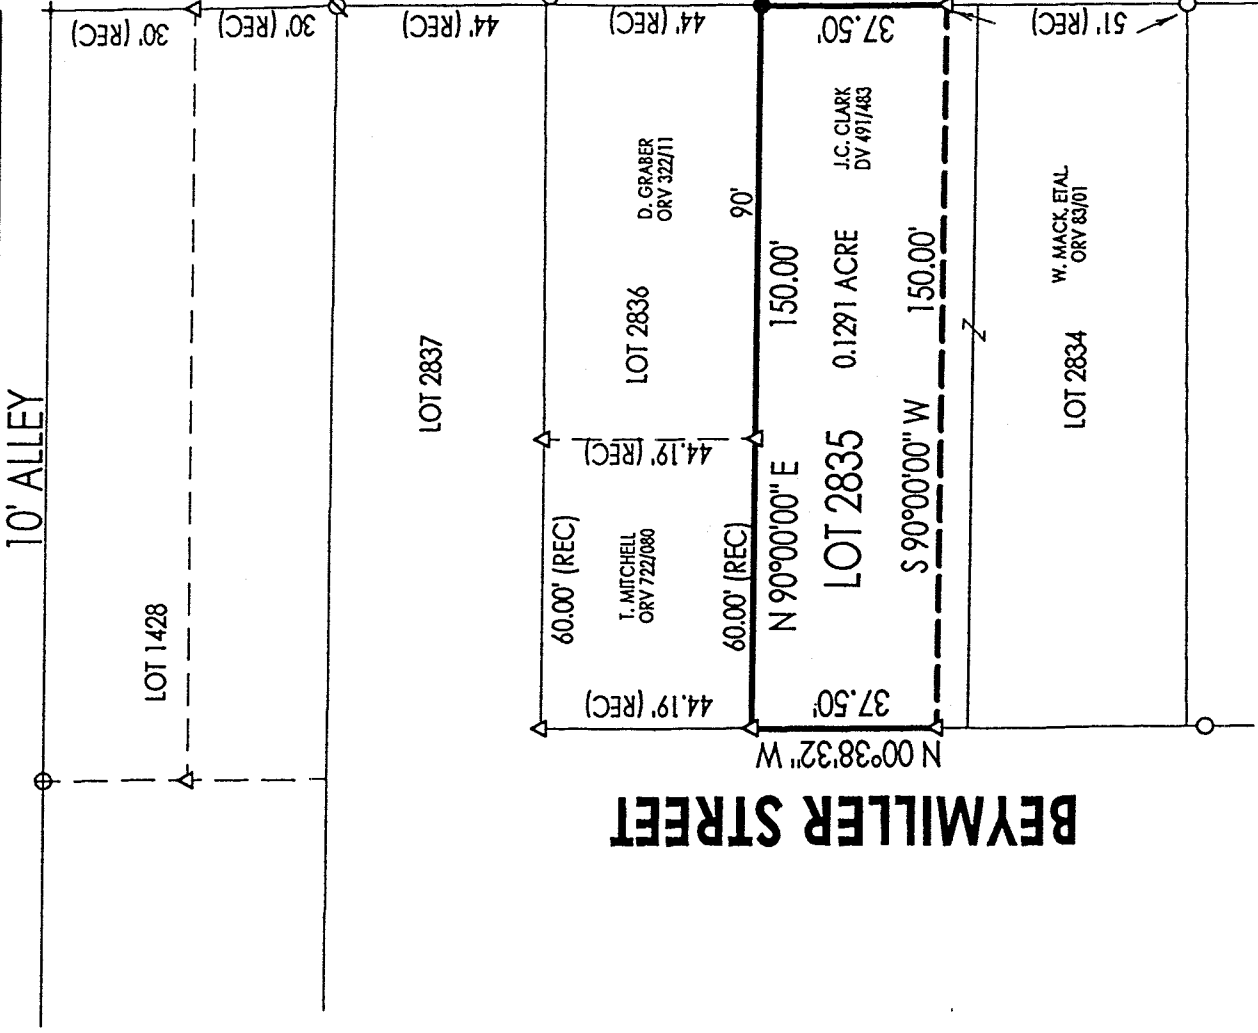 30' (REC)
30' (REC)
44' (REC)
44' (REC)
37.50'
51' (REC)
10' ALLEY
LOT 1428
LOT 2837
D. GRABER
ORV 322/11
LOT 2836
44.19' (REC)
60.00' (REC)
T. MITCHELL
ORV 722/080
60.00' (REC)
44.19' (REC)
90'
150.00'
N 90°00'00" E
J.C. CLARK
DV 491/483
0.1291 ACRE
LOT 2835
150.00'
S 90°00'00" W
37.50'
Z
W. MACK, ETAL.
ORV 83/01
LOT 2834
N 00°38'32" W
BEYMILLER STREET